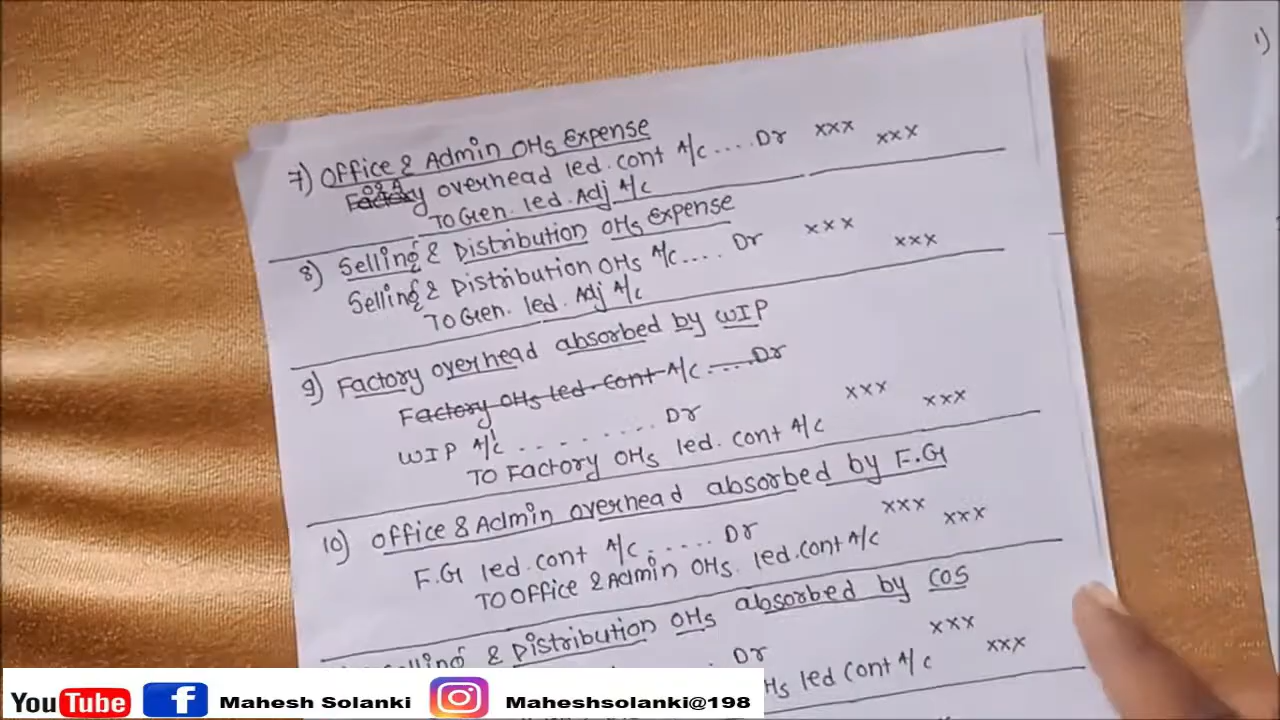 1)
7) Office & Admin OHs Expense
O & A
Factory overhead led. cont A/c .... Dr xxx
To Gen. led. Adj A/c xxx
8) Selling & Distribution OHs Expense
Selling & Distribution OHs A/c .... Dr xxx
To Gen. led. Adj A/c xxx
9) Factory overhead absorbed by WIP
Factory OHs led. cont A/c .... Dr
WIP A/c ........ Dr xxx
To Factory OHs led. cont A/c xxx
10) Office & Admin overhead absorbed by F.G
F.G led cont A/c ..... Dr xxx
To Office & Admin OHs. led. cont A/c xxx
Selling & Distribution OHs absorbed by COS
Dr xxx
Hs led cont A/c xxx
YouTube f Mahesh Solanki Maheshsolanki@198